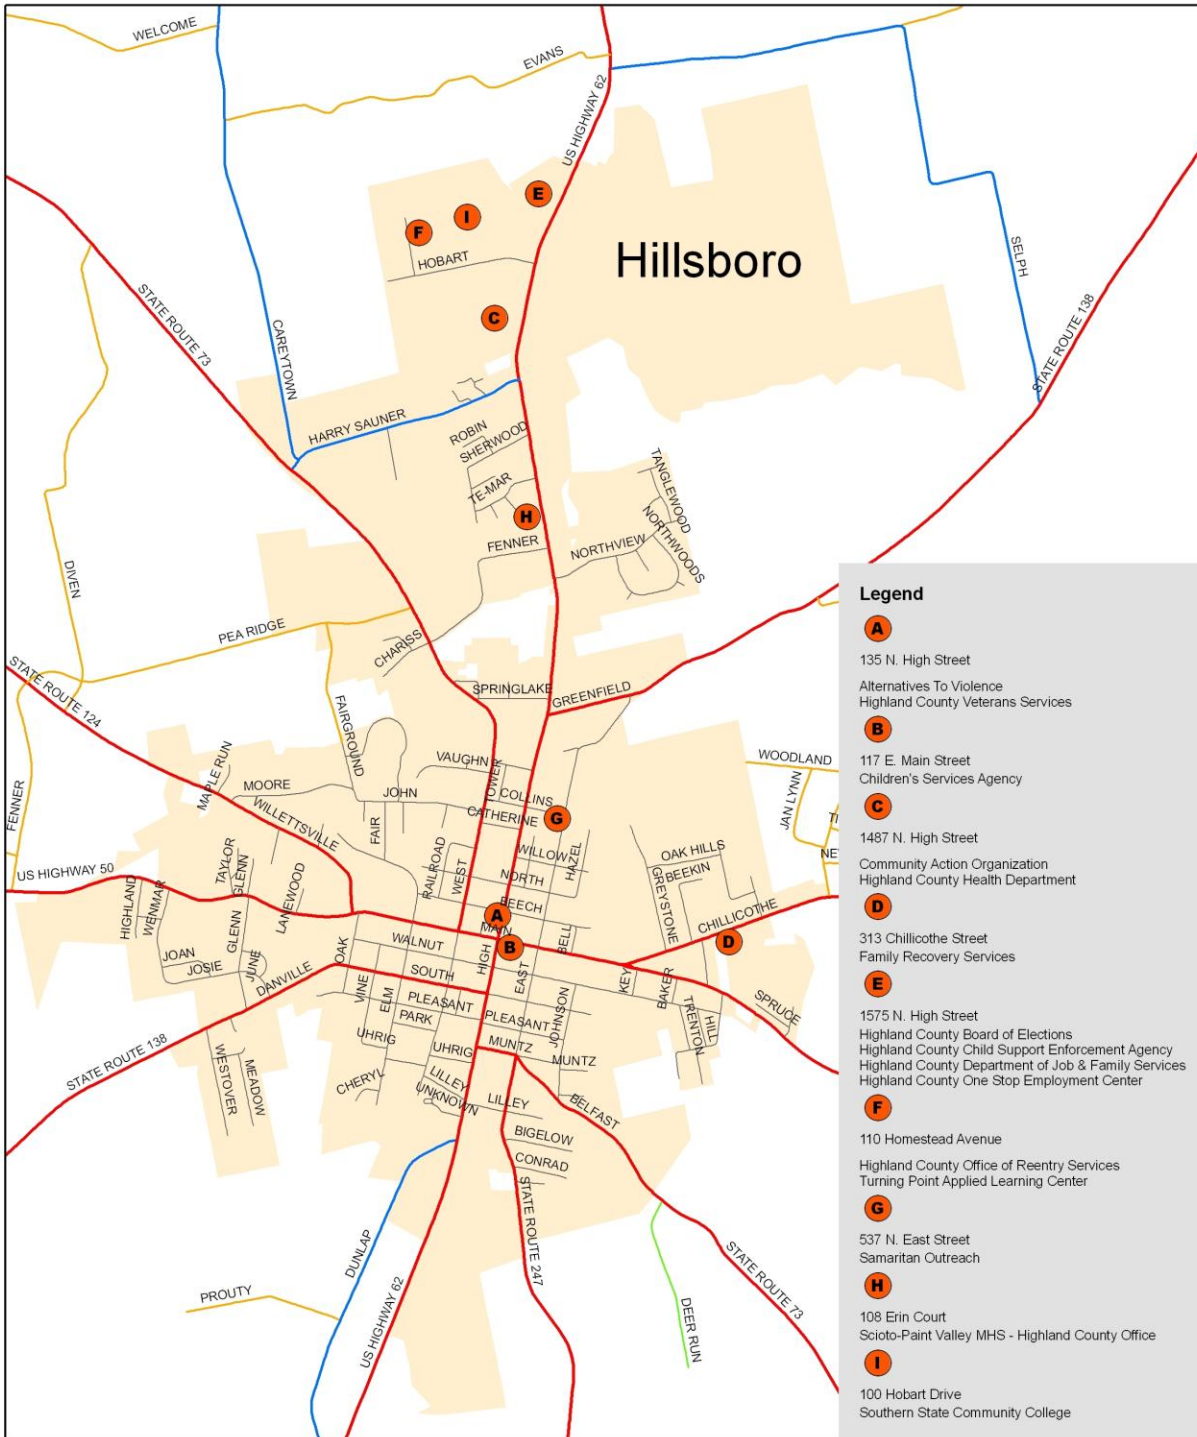 WELCOME
EVANS
US HIGHWAY 62
E
I
F
HOBART
Hillsboro
SELPH
C
STATE ROUTE 73
CAREYTOWN
STATE ROUTE 138
HARRY SAUNER
ROBIN
SHERWOOD
TANGLEWOOD
TE-MAR
H
NORTHWOODS
FENNER
NORTHVIEW
DIVEN
PEA RIDGE
CHARISS
STATE ROUTE 124
SPRINGLAKE
GREENFIELD
FAIRGROUND
VAUGHN
WOODLAND
MAPLE RUN
MOORE
JOHN
COLLINS
JAN LYNN
FENNER
CATHERINE
G
WILLETTSVILLE
FAIR
WILLOW
HAZEL
OAK HILLS
BEEKIN
US HIGHWAY 50
TAYLOR
GLENN
LANEWOOD
RAILROAD
WEST
NORTH
GREYSTONE
HIGHLAND
WENMAR
BEECH
A
CHILLICOTHE
MAIN
B
D
GLENN
OAK
WALNUT
HIGH
BELL
JOAN
JOSIE
JUNE
DANVILLE
SOUTH
EAST
KEY
BAKER
VINE
ELM
PLEASANT
PLEASANT
JOHNSON
TRENTON
HILL
SPRUCE
PARK
UHRIG
UHRIG
MUNTZ
MUNTZ
STATE ROUTE 138
WESTOVER
MEADOW
CHERYL
LILLEY
UNKNOWN
LILLEY
BELFAST
BIGELOW
CONRAD
STATE ROUTE 247
DUNLAP
PROUTY
US HIGHWAY 62
DEER RUN
STATE ROUTE 73
Legend
A
135 N. High Street
Alternatives To Violence
Highland County Veterans Services
B
117 E. Main Street
Children's Services Agency
C
1487 N. High Street
Community Action Organization
Highland County Health Department
D
313 Chillicothe Street
Family Recovery Services
E
1575 N. High Street
Highland County Board of Elections
Highland County Child Support Enforcement Agency
Highland County Department of Job & Family Services
Highland County One Stop Employment Center
F
110 Homestead Avenue
Highland County Office of Reentry Services
Turning Point Applied Learning Center
G
537 N. East Street
Samaritan Outreach
H
108 Erin Court
Scioto-Paint Valley MHS - Highland County Office
I
100 Hobart Drive
Southern State Community College